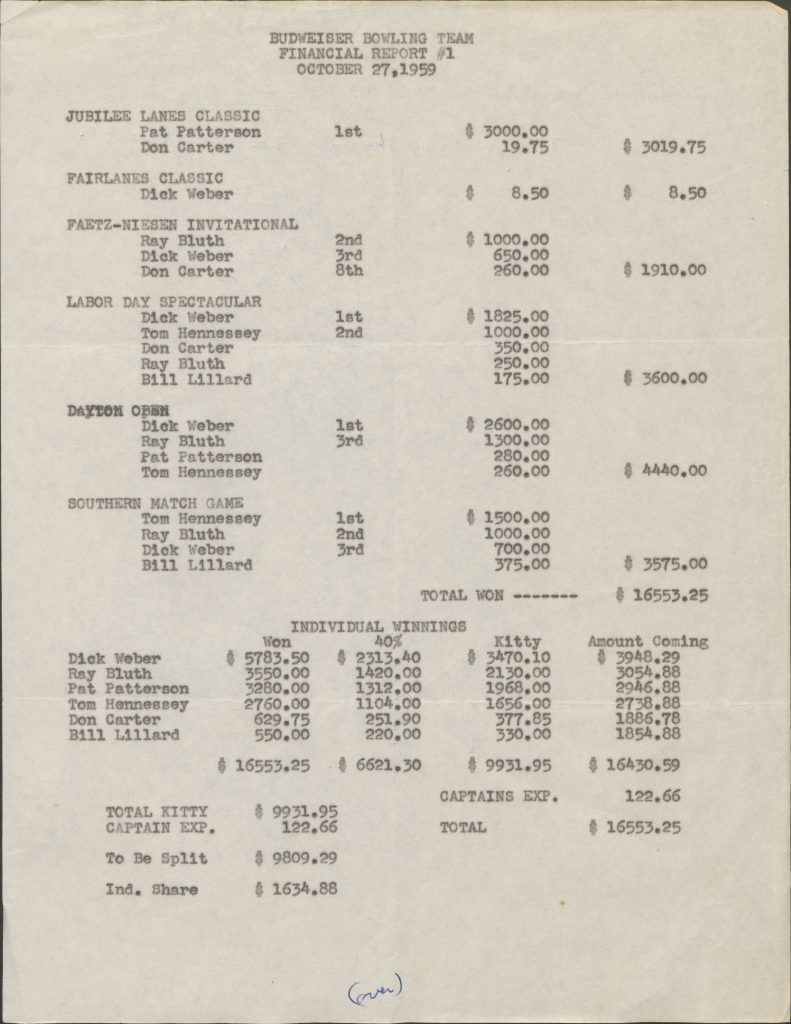 BUDWEISER BOWLING TEAM
FINANCIAL REPORT #1
OCTOBER 27,1959
JUBILEE LANES CLASSIC
Pat Patterson 1st $ 3000.00
Don Carter 19.75 $ 3019.75
FAIRLANES CLASSIC
Dick Weber $ 8.50 $ 8.50
FAETZ-NIESEN INVITATIONAL
Ray Bluth 2nd $ 1000.00
Dick Weber 3rd 650.00
Don Carter 8th 260.00 $ 1910.00
LABOR DAY SPECTACULAR
Dick Weber 1st $ 1825.00
Tom Hennessey 2nd 1000.00
Don Carter 350.00
Ray Bluth 250.00
Bill Lillard 175.00 $ 3600.00
DAYTON OPEN
Dick Weber 1st $ 2600.00
Ray Bluth 3rd 1300.00
Pat Patterson 280.00
Tom Hennessey 260.00 $ 4440.00
SOUTHERN MATCH GAME
Tom Hennessey 1st $ 1500.00
Ray Bluth 2nd 1000.00
Dick Weber 3rd 700.00
Bill Lillard 375.00 $ 3575.00
TOTAL WON ------- $ 16553.25
INDIVIDUAL WINNINGS
Won 40% Kitty Amount Coming
Dick Weber $ 5783.50 $ 2313.40 $ 3470.10 $ 3948.29
Ray Bluth 3550.00 1420.00 2130.00 3054.88
Pat Patterson 3280.00 1312.00 1968.00 2946.88
Tom Hennessey 2760.00 1104.00 1656.00 2738.88
Don Carter 629.75 251.90 377.85 1886.78
Bill Lillard 550.00 220.00 330.00 1854.88
$ 16553.25 $ 6621.30 $ 9931.95 $ 16430.59
CAPTAINS EXP. 122.66
TOTAL KITTY $ 9931.95
CAPTAIN EXP. 122.66 TOTAL $ 16553.25
To Be Split $ 9809.29
Ind. Share $ 1634.88
(over)